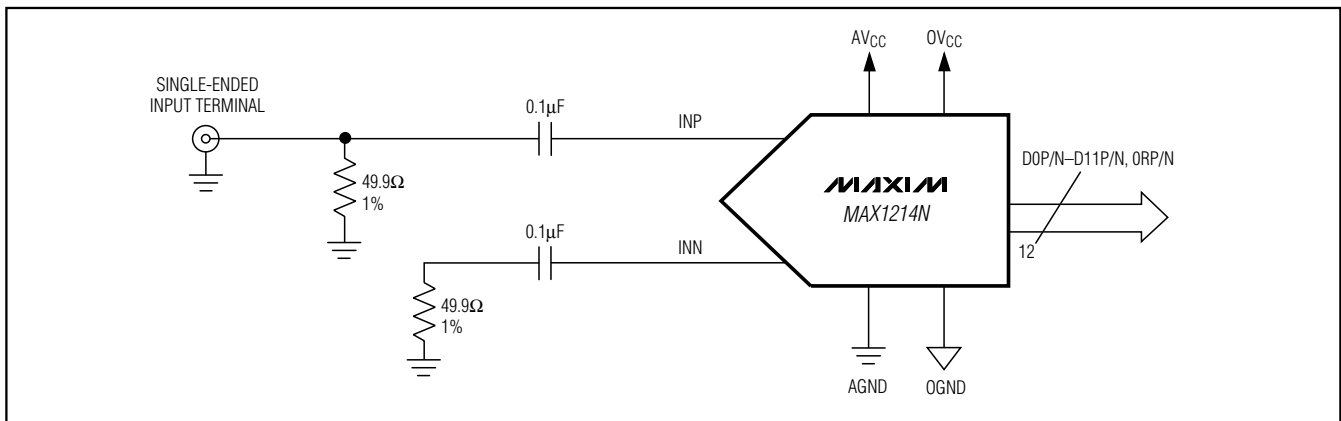 AVCC
OVCC
SINGLE-ENDED
INPUT TERMINAL
0.1µF
INP
D0P/N–D11P/N, ORP/N
49.9Ω
1%
MAXIM
MAX1214N
0.1µF
INN
12
49.9Ω
1%
AGND
OGND